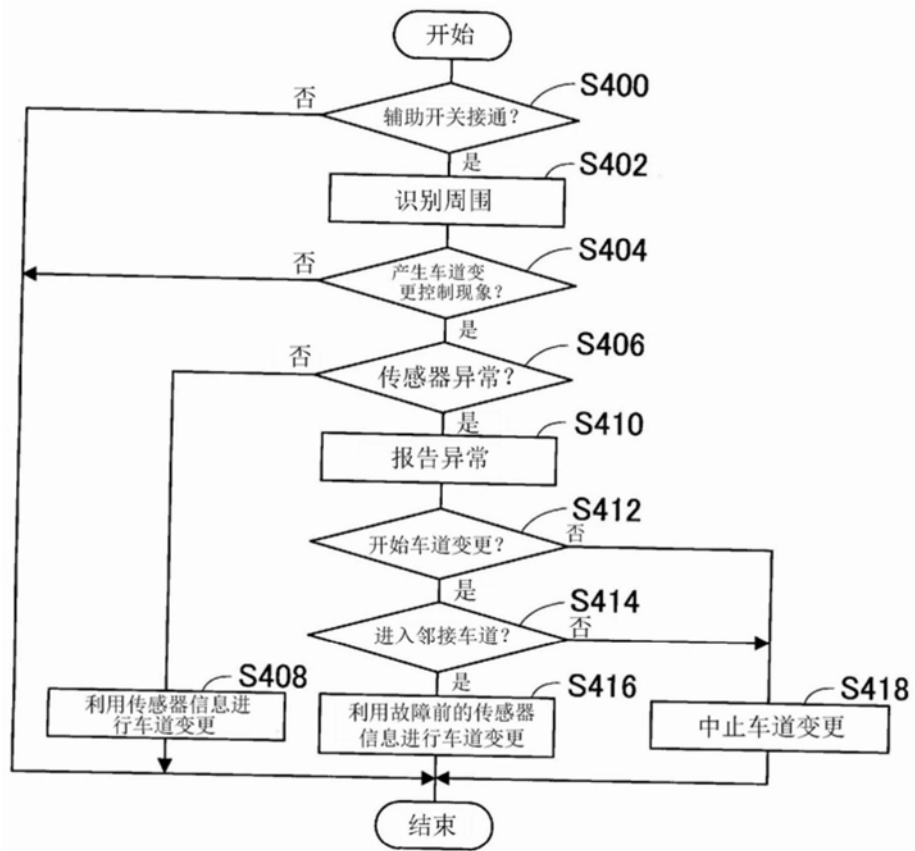 开始
S400
否
辅助开关接通？
是
S402
识别周围
S404
否
产生车道变
更控制现象？
是
S406
否
传感器异常？
是
S410
报告异常
S412
开始车道变更？
否
是
S414
进入邻接车道？
否
是
S408
利用传感器信息进
行车道变更
S416
利用故障前的传感器
信息进行车道变更
S418
中止车道变更
结束